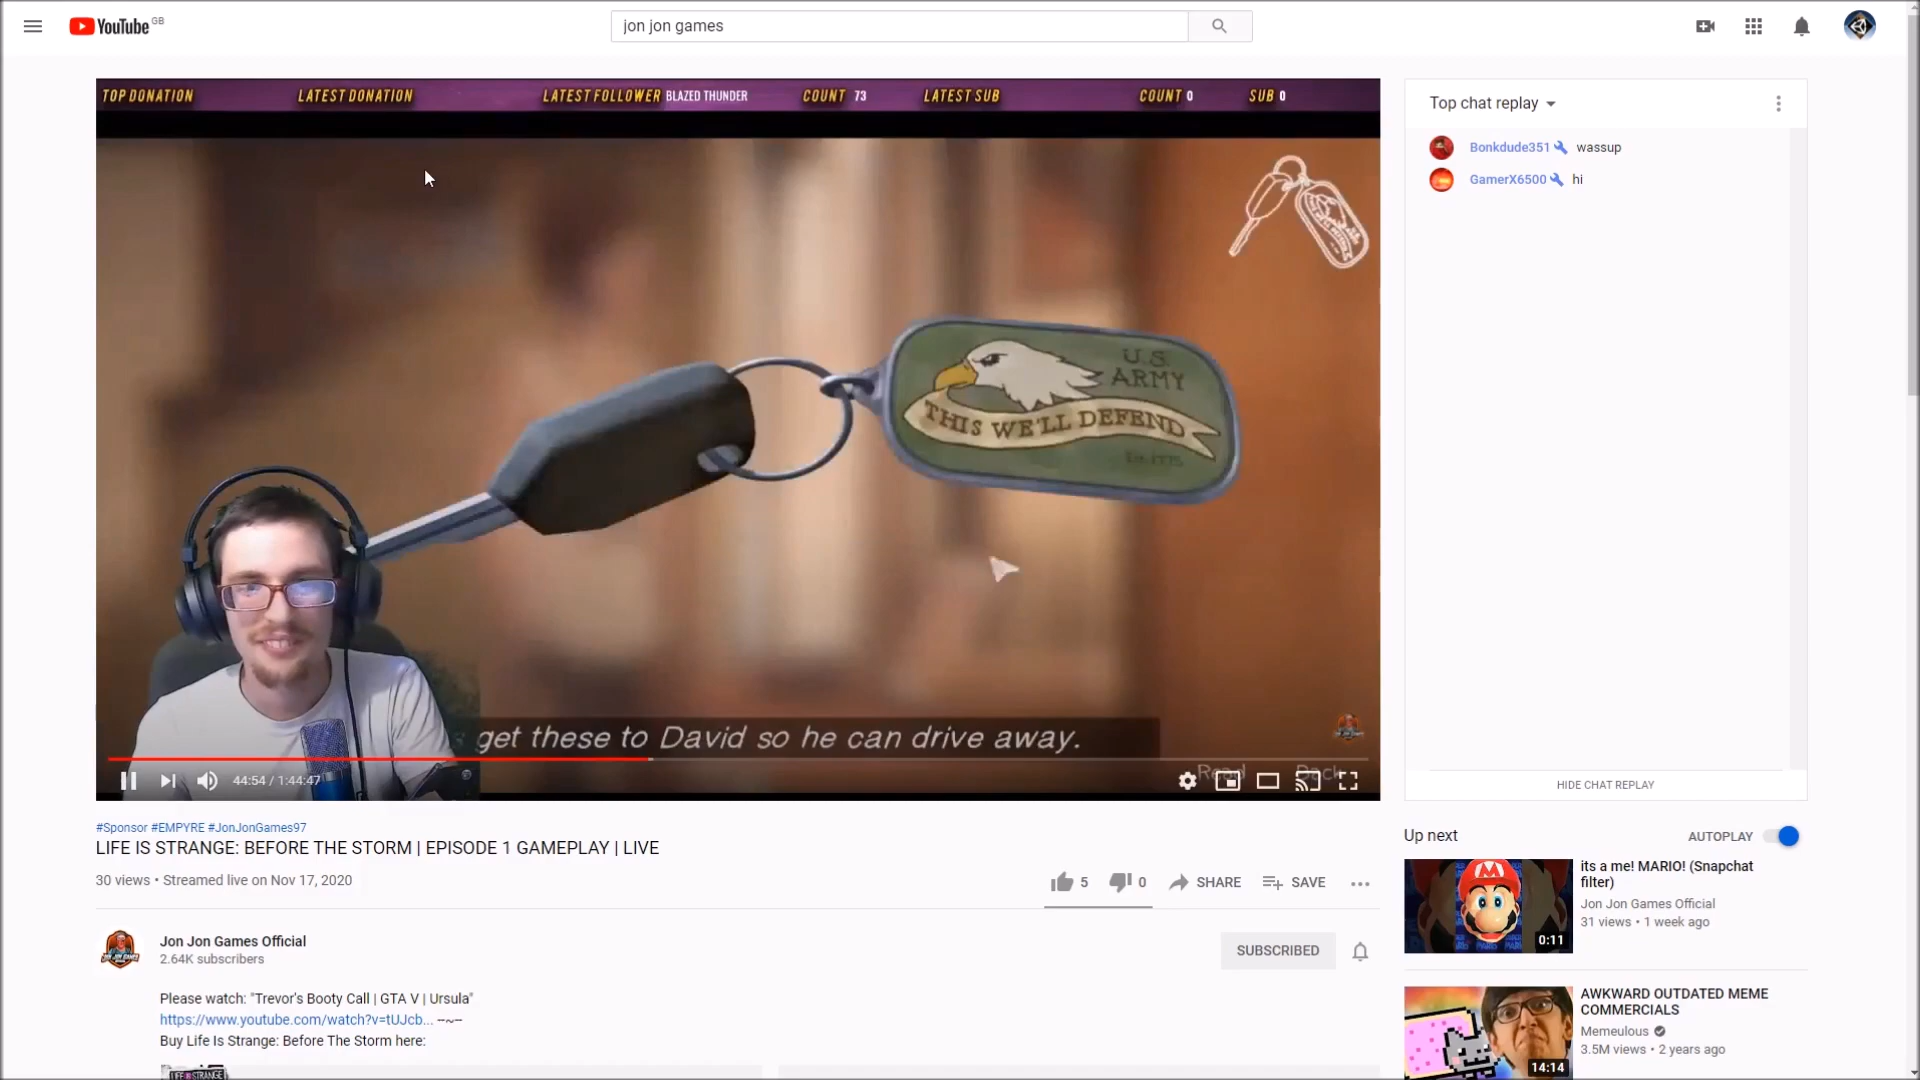 YouTube GB
jon jon games
TOP DONATION LATEST DONATION LATEST FOLLOWER BLAZED THUNDER COUNT 73 LATEST SUB COUNT 0 SUB 0
Top chat replay
Bonkdude351 wassup
GamerX6500 hi
U.S.
ARMY
THIS WE'LL DEFEND
Est. 1775
get these to David so he can drive away.
Read Back
44:54 / 1:44:47
HIDE CHAT REPLAY
#Sponsor #EMPYRE #JonJonGames97
LIFE IS STRANGE: BEFORE THE STORM | EPISODE 1 GAMEPLAY | LIVE
30 views • Streamed live on Nov 17, 2020
5 0 SHARE SAVE
Jon Jon Games Official
2.64K subscribers
SUBSCRIBED
Please watch: "Trevor's Booty Call | GTA V | Ursula"
https://www.youtube.com/watch?v=tUJcb... --~--
Buy Life Is Strange: Before The Storm here:
LIFE IS STRANGE
Up next AUTOPLAY
its a me! MARIO! (Snapchat
filter)
Jon Jon Games Official
31 views • 1 week ago
0:11
AWKWARD OUTDATED MEME
COMMERCIALS
Memeulous
3.5M views • 2 years ago
14:14